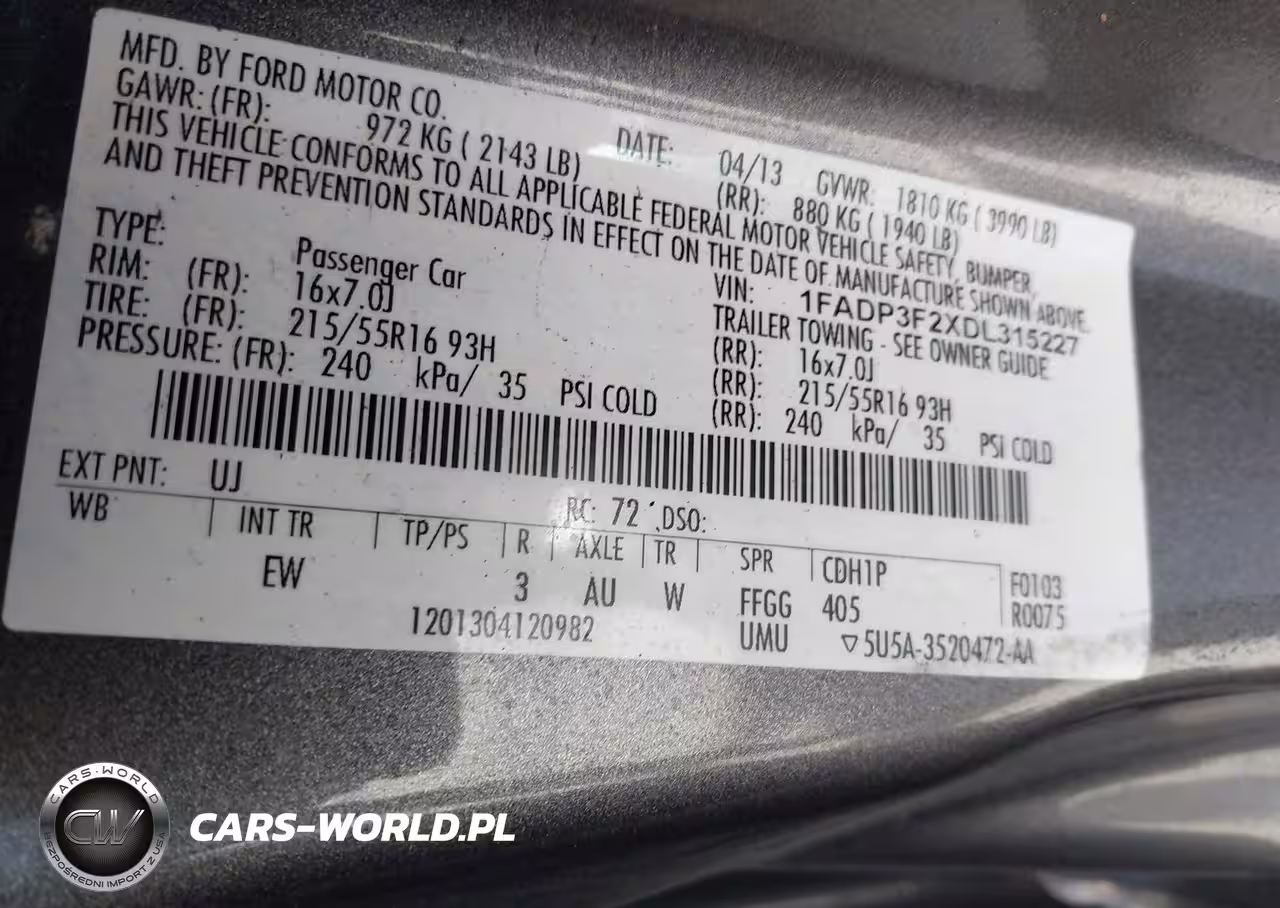 MFD. BY FORD MOTOR CO.
DATE: 04/13 GVWR: 1810 KG ( 3990 LB)
GAWR: (FR): 972 KG ( 2143 LB) (RR): 880 KG ( 1940 LB)
THIS VEHICLE CONFORMS TO ALL APPLICABLE FEDERAL MOTOR VEHICLE SAFETY, BUMPER,
AND THEFT PREVENTION STANDARDS IN EFFECT ON THE DATE OF MANUFACTURE SHOWN ABOVE.
VIN: 1FADP3F2XDL315227
TYPE: Passenger Car TRAILER TOWING - SEE OWNER GUIDE
RIM: (FR): 16x7.0J (RR): 16x7.0J
TIRE: (FR): 215/55R16 93H (RR): 215/55R16 93H
PRESSURE: (FR): 240 kPa/ 35 PSI COLD (RR): 240 kPa/ 35 PSI COLD
EXT PNT: UJ RC: 72 DSO:
WB INT TR TP/PS R AXLE TR SPR CDH1P F0103
EW 3 AU W FFGG 405 R0075
1201304120982 UMU ▽5U5A-3520472-AA
CARS-WORLD
CW
BEZPOŚREDNI IMPORT Z USA
CARS-WORLD.PL